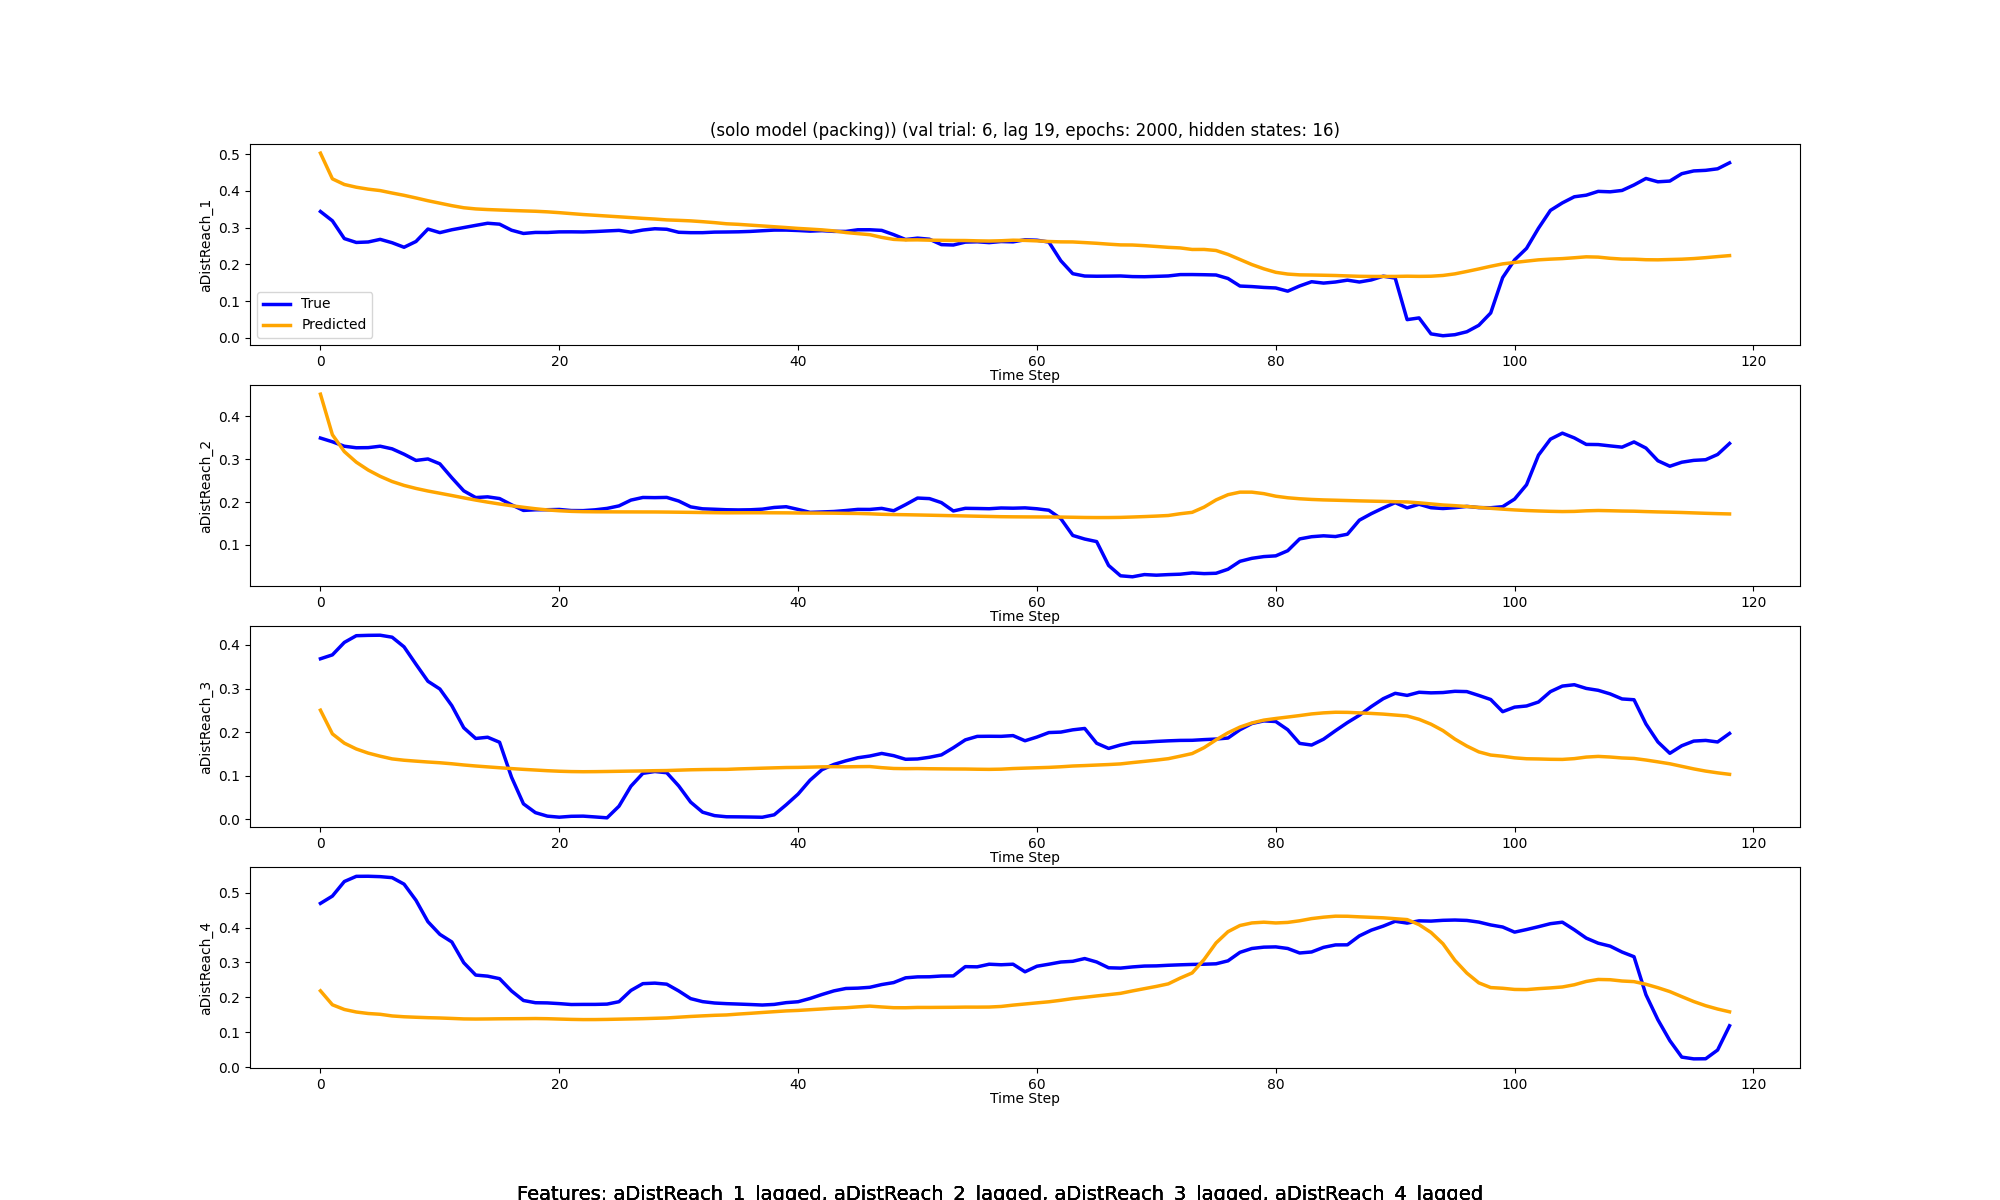 (solo model (packing)) (val trial: 6, lag 19, epochs: 2000, hidden states: 16)
0.5
0.4
0.3
0.2
0.1
0.0
aDistReach_1
True
Predicted
0 20 40 60 80 100 120
Time Step
0.4
0.3
0.2
0.1
aDistReach_2
0 20 40 60 80 100 120
Time Step
0.4
0.3
0.2
0.1
0.0
aDistReach_3
0 20 40 60 80 100 120
Time Step
0.5
0.4
0.3
0.2
0.1
0.0
aDistReach_4
0 20 40 60 80 100 120
Time Step
Features: aDistReach_1_lagged, aDistReach_2_lagged, aDistReach_3_lagged, aDistReach_4_lagged